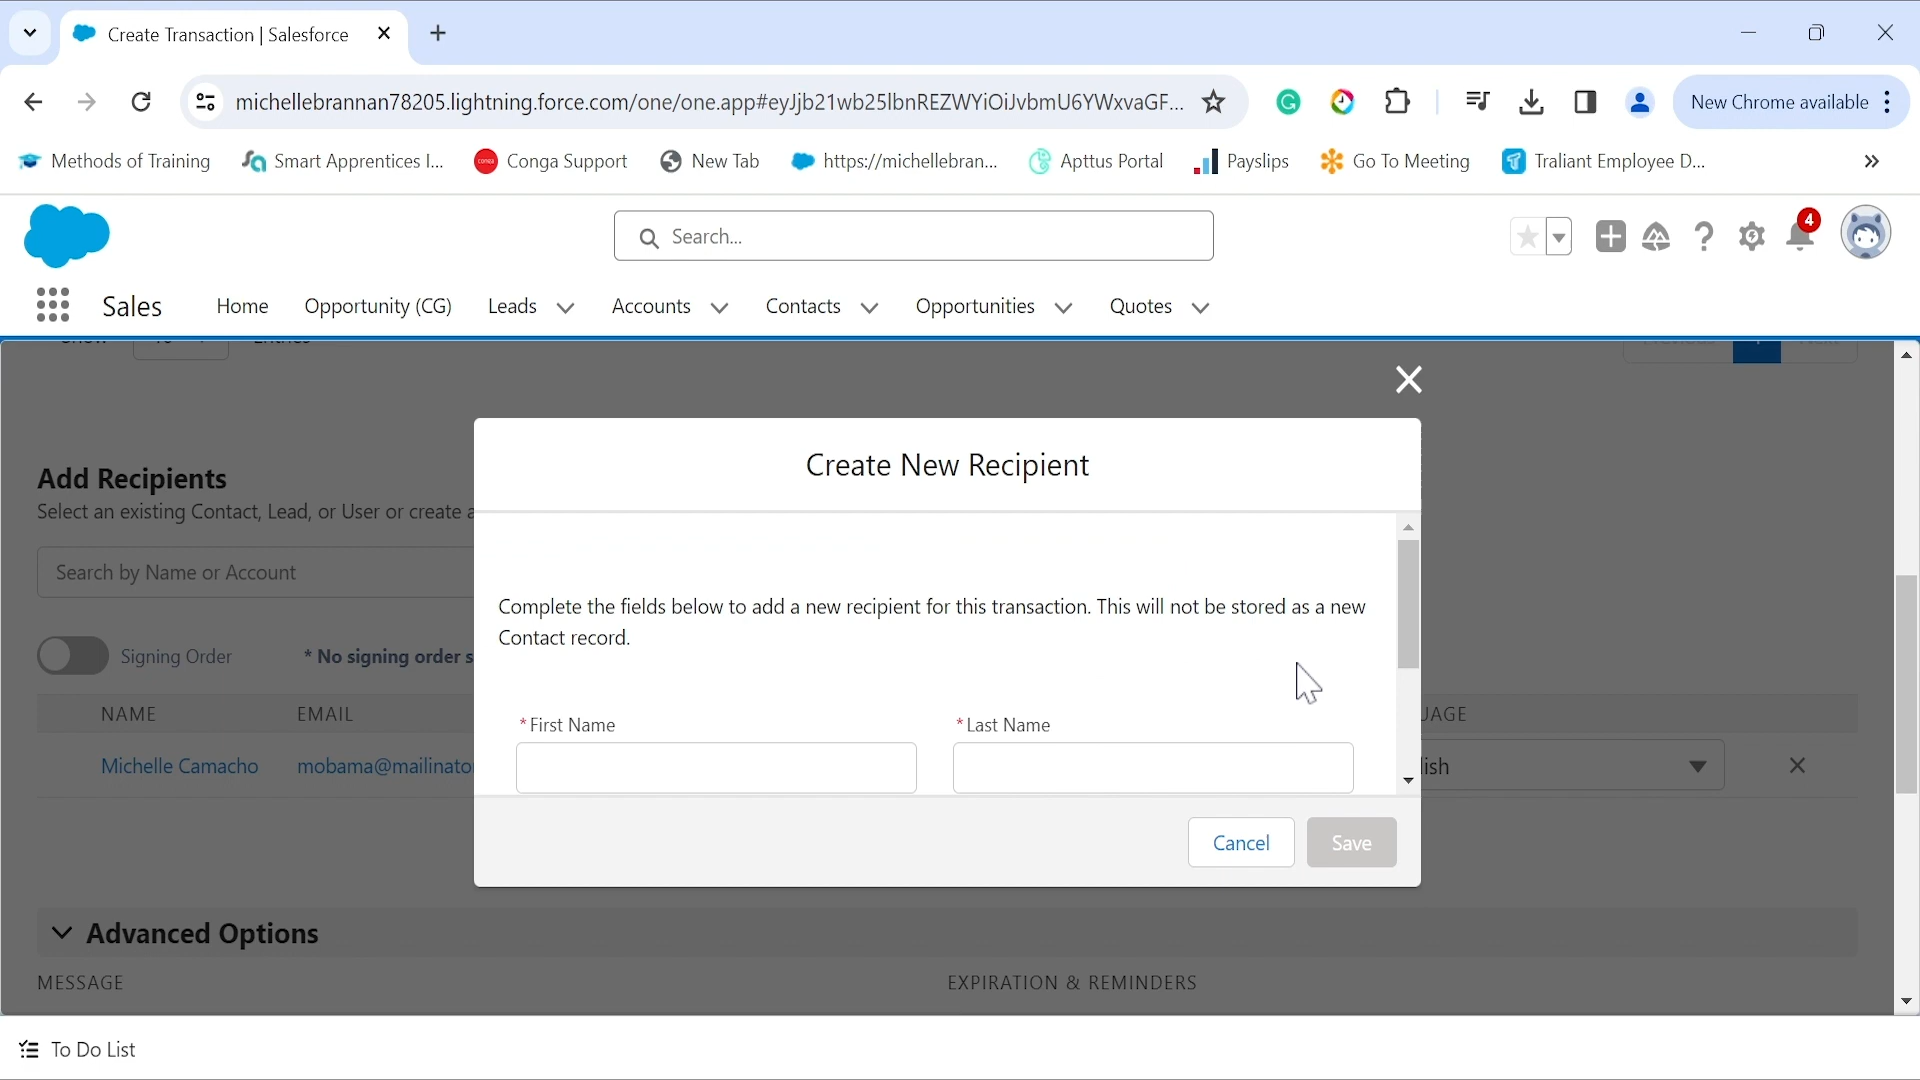 Create Transaction | Salesforce
michellebrannan78205.lightning.force.com/one/one.app#eyJjb21wb25lbnREZWYiOiJvbmU6YWxvaGF...
New Chrome available
Methods of Training
Smart Apprentices I...
Conga Support
New Tab
https://michellebran...
Apttus Portal
Payslips
Go To Meeting
Traliant Employee D...
Search...
4
Sales
Home
Opportunity (CG)
Leads
Accounts
Contacts
Opportunities
Quotes
Create New Recipient
Add Recipients
Select an existing Contact, Lead, or User or create a
Search by Name or Account
Complete the fields below to add a new recipient for this transaction. This will not be stored as a new
Contact record.
Signing Order
* No signing order s
NAME
EMAIL
*First Name
*Last Name
UAGE
Michelle Camacho
mobama@mailinato
lish
Cancel
Save
Advanced Options
MESSAGE
EXPIRATION & REMINDERS
To Do List